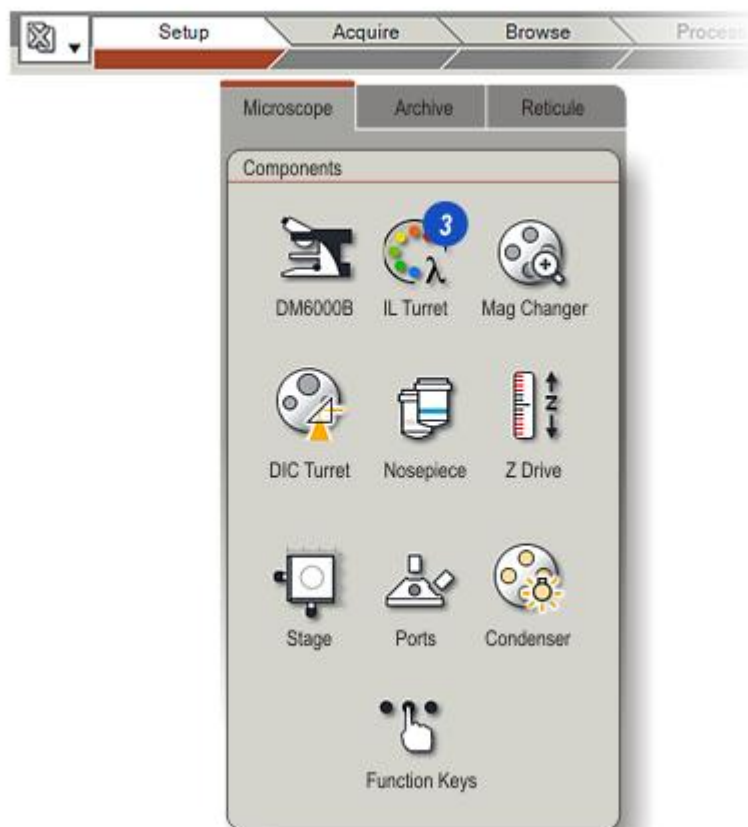 Setup Acquire Browse Process
Microscope Archive Reticule
Components
3
λ
DM6000B IL Turret Mag Changer
Z
DIC Turret Nosepiece Z Drive
Stage Ports Condenser
Function Keys